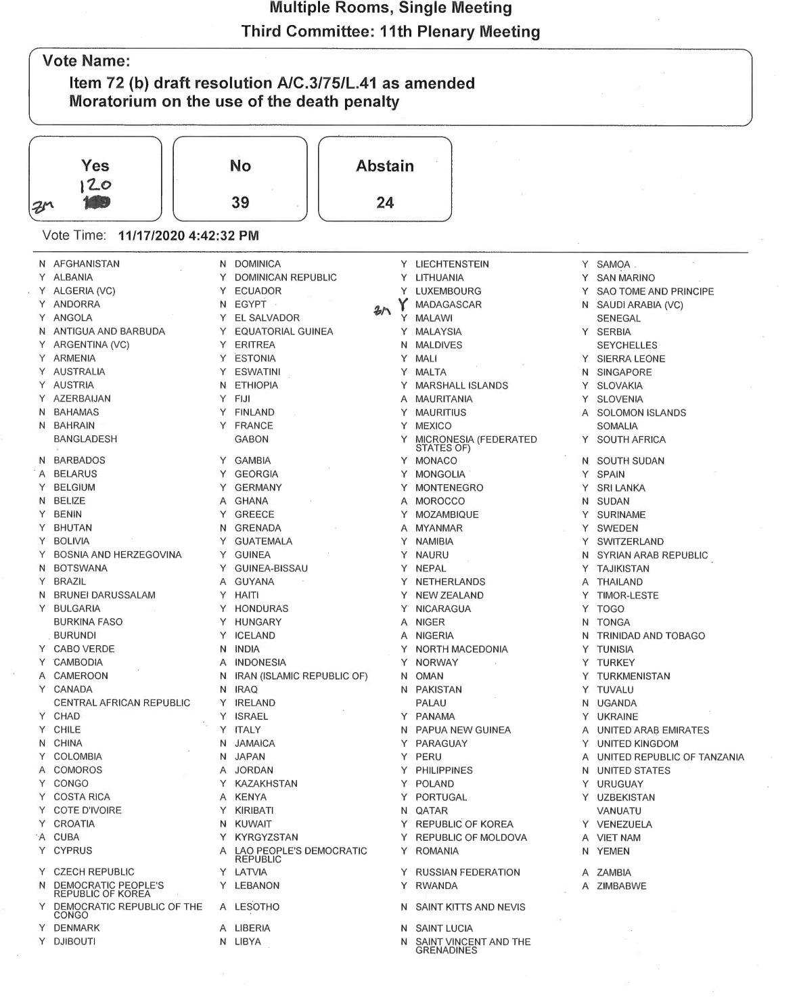 Multiple Rooms, Single Meeting
Third Committee: 11th Plenary Meeting
Vote Name:
Item 72 (b) draft resolution A/C.3/75/L.41 as amended
Moratorium on the use of the death penalty
Yes
120
zm
No
39
Abstain
24
Vote Time: 11/17/2020 4:42:32 PM
N AFGHANISTAN
Y ALBANIA
Y ALGERIA (VC)
Y ANDORRA
Y ANGOLA
N ANTIGUA AND BARBUDA
Y ARGENTINA (VC)
Y ARMENIA
Y AUSTRALIA
Y AUSTRIA
Y AZERBAIJAN
N BAHAMAS
N BAHRAIN
BANGLADESH
N BARBADOS
A BELARUS
Y BELGIUM
N BELIZE
Y BENIN
Y BHUTAN
Y BOLIVIA
Y BOSNIA AND HERZEGOVINA
N BOTSWANA
Y BRAZIL
N BRUNEI DARUSSALAM
Y BULGARIA
BURKINA FASO
BURUNDI
Y CABO VERDE
Y CAMBODIA
A CAMEROON
Y CANADA
CENTRAL AFRICAN REPUBLIC
Y CHAD
Y CHILE
N CHINA
Y COLOMBIA
A COMOROS
Y CONGO
Y COSTA RICA
Y COTE D'IVOIRE
Y CROATIA
A CUBA
Y CYPRUS
Y CZECH REPUBLIC
N DEMOCRATIC PEOPLE'S
REPUBLIC OF KOREA
Y DEMOCRATIC REPUBLIC OF THE
CONGO
Y DENMARK
Y DJIBOUTI
N DOMINICA
Y DOMINICAN REPUBLIC
Y ECUADOR
N EGYPT
Y EL SALVADOR
Y EQUATORIAL GUINEA
Y ERITREA
Y ESTONIA
Y ESWATINI
N ETHIOPIA
Y FIJI
Y FINLAND
Y FRANCE
GABON
Y GAMBIA
Y GEORGIA
Y GERMANY
A GHANA
Y GREECE
N GRENADA
Y GUATEMALA
Y GUINEA
Y GUINEA-BISSAU
A GUYANA
Y HAITI
Y HONDURAS
Y HUNGARY
Y ICELAND
N INDIA
A INDONESIA
N IRAN (ISLAMIC REPUBLIC OF)
N IRAQ
Y IRELAND
Y ISRAEL
Y ITALY
N JAMAICA
N JAPAN
A JORDAN
Y KAZAKHSTAN
A KENYA
Y KIRIBATI
N KUWAIT
Y KYRGYZSTAN
A LAO PEOPLE'S DEMOCRATIC
REPUBLIC
Y LATVIA
Y LEBANON
A LESOTHO
A LIBERIA
N LIBYA
Y LIECHTENSTEIN
Y LITHUANIA
Y LUXEMBOURG
zm Y MADAGASCAR
Y MALAWI
Y MALAYSIA
N MALDIVES
Y MALI
Y MALTA
Y MARSHALL ISLANDS
A MAURITANIA
Y MAURITIUS
Y MEXICO
Y MICRONESIA (FEDERATED
STATES OF)
Y MONACO
Y MONGOLIA
Y MONTENEGRO
A MOROCCO
Y MOZAMBIQUE
A MYANMAR
Y NAMIBIA
Y NAURU
Y NEPAL
Y NETHERLANDS
Y NEW ZEALAND
Y NICARAGUA
A NIGER
A NIGERIA
Y NORTH MACEDONIA
Y NORWAY
N OMAN
N PAKISTAN
PALAU
Y PANAMA
N PAPUA NEW GUINEA
Y PARAGUAY
Y PERU
Y PHILIPPINES
Y POLAND
Y PORTUGAL
N QATAR
Y REPUBLIC OF KOREA
Y REPUBLIC OF MOLDOVA
Y ROMANIA
Y RUSSIAN FEDERATION
Y RWANDA
N SAINT KITTS AND NEVIS
N SAINT LUCIA
N SAINT VINCENT AND THE
GRENADINES
Y SAMOA
Y SAN MARINO
Y SAO TOME AND PRINCIPE
N SAUDI ARABIA (VC)
SENEGAL
Y SERBIA
SEYCHELLES
Y SIERRA LEONE
N SINGAPORE
Y SLOVAKIA
Y SLOVENIA
A SOLOMON ISLANDS
SOMALIA
Y SOUTH AFRICA
N SOUTH SUDAN
Y SPAIN
Y SRI LANKA
N SUDAN
Y SURINAME
Y SWEDEN
Y SWITZERLAND
N SYRIAN ARAB REPUBLIC
Y TAJIKISTAN
A THAILAND
Y TIMOR-LESTE
Y TOGO
N TONGA
N TRINIDAD AND TOBAGO
Y TUNISIA
Y TURKEY
Y TURKMENISTAN
Y TUVALU
N UGANDA
Y UKRAINE
A UNITED ARAB EMIRATES
Y UNITED KINGDOM
A UNITED REPUBLIC OF TANZANIA
N UNITED STATES
Y URUGUAY
Y UZBEKISTAN
VANUATU
Y VENEZUELA
A VIET NAM
N YEMEN
A ZAMBIA
A ZIMBABWE